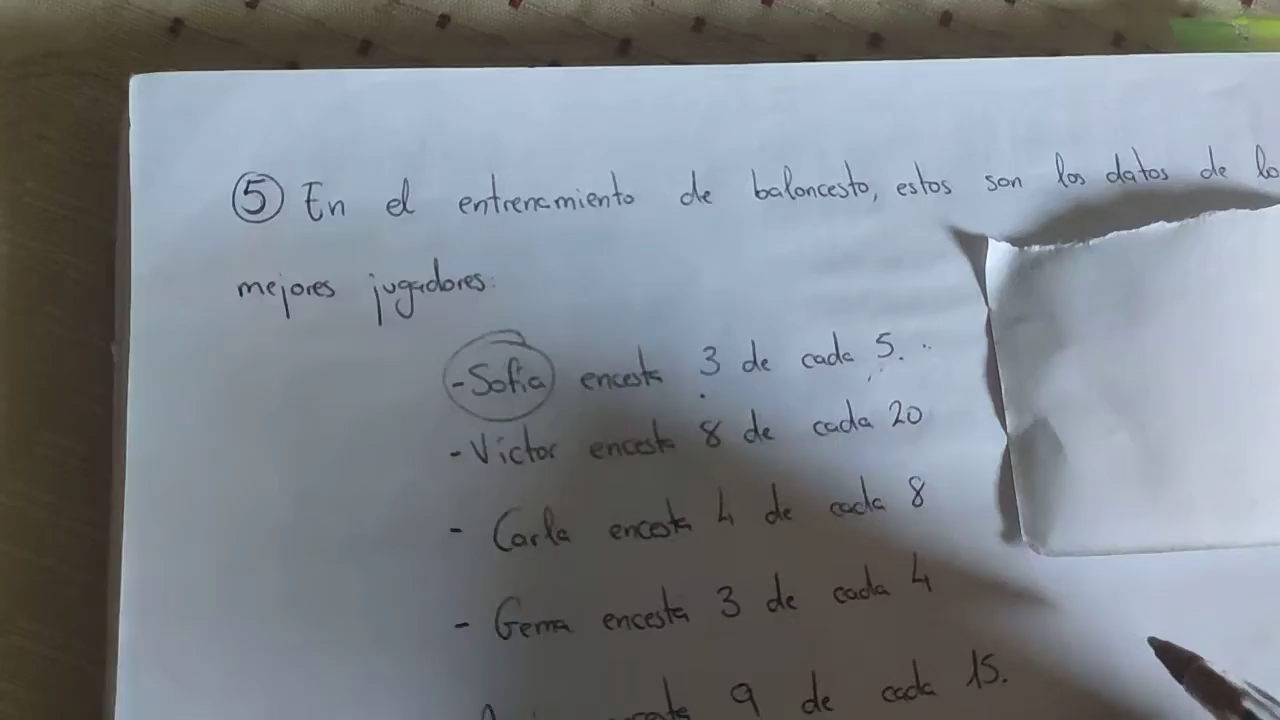 ⑤ En el entrenamiento de baloncesto, estos son los datos de lo
mejores jugadores:
- Sofía encesta 3 de cada 5.
- Victor encesta 8 de cada 20
- Carla encesta 4 de cada 8
- Gema encesta 3 de cada 4
9 de cada 15.